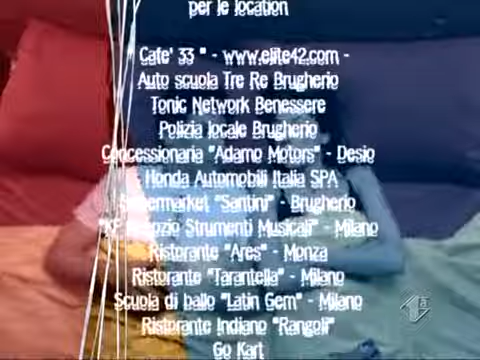 per le location
Cafe' 33 " - www.elite42.com -
Auto scuola Tre Re Brugherio
Tonic Network Benessere
Polizia locale Brugherio
Concessionaria "Adamo Motors" - Desio
Honda Automobili Italia SPA
Supermarket "Santini" - Brugherio
Negozio Strumenti Musicali" - Milano
Ristorante "Ares" - Monza
Ristorante "Tarantella" - Milano
Scuola di ballo "Latin Gem" - Milano
Ristorante Indiano "Rangoli"
Go Kart